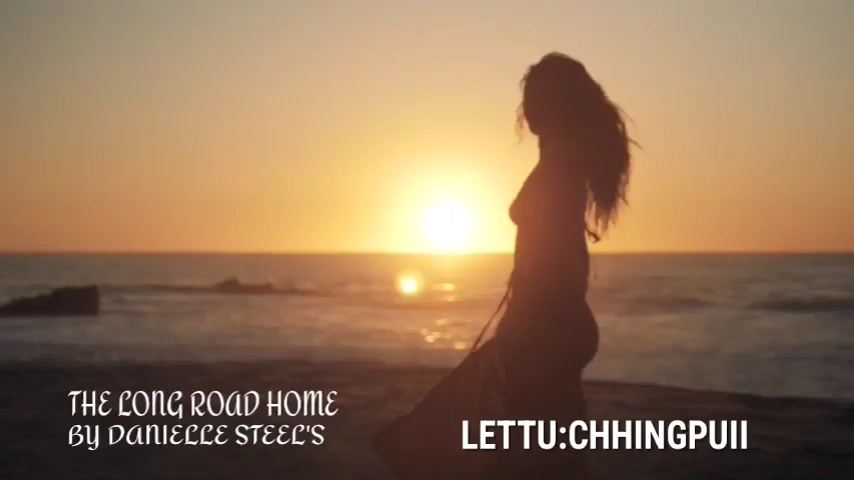 THE LONG ROAD HOME
BY DANIELLE STEEL'S
LETTU:CHHINGPUII